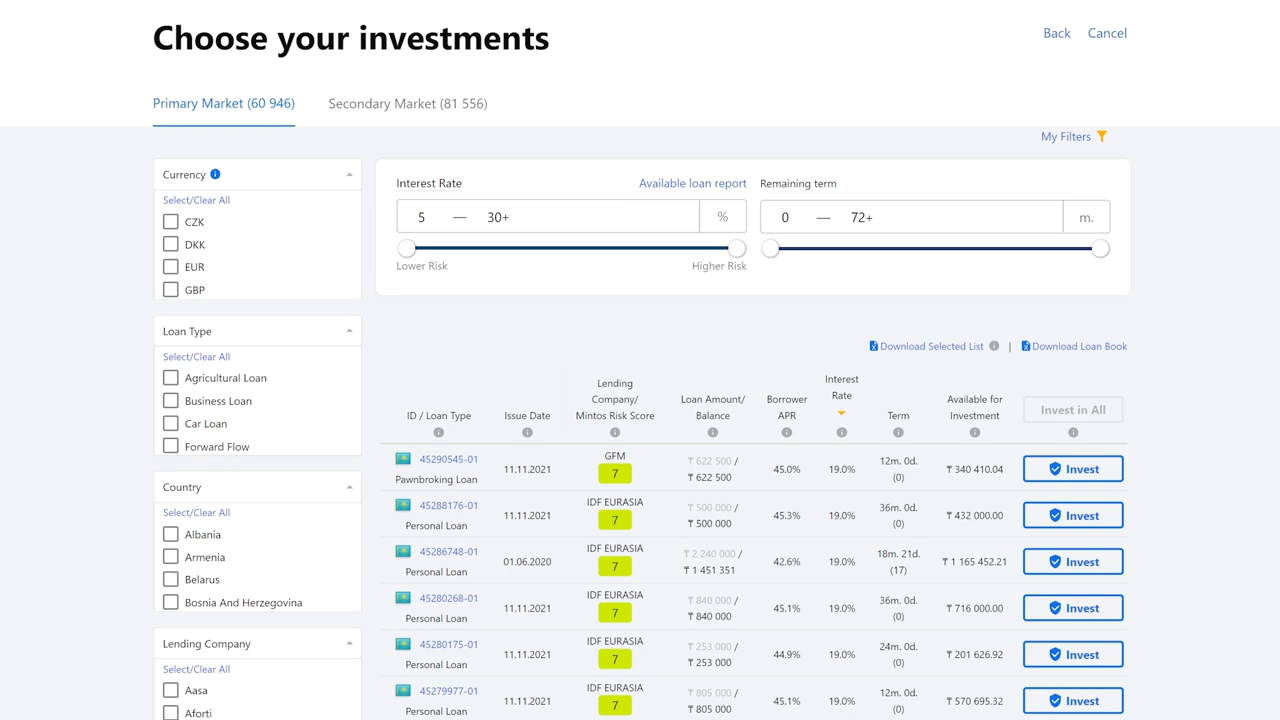 Choose your investments
Back Cancel
Primary Market (60 946) Secondary Market (81 556)
My Filters
Currency
Select/Clear All
CZK
DKK
EUR
GBP
Loan Type
Select/Clear All
Agricultural Loan
Business Loan
Car Loan
Forward Flow
Country
Select/Clear All
Albania
Armenia
Belarus
Bosnia And Herzegovina
Lending Company
Select/Clear All
Aasa
Aforti
Interest Rate Available loan report
5 — 30+ %
Lower Risk Higher Risk
Remaining term
0 — 72+ m.
Download Selected List | Download Loan Book
ID / Loan Type
Issue Date
Lending
Company/
Mintos Risk Score
Loan Amount/
Balance
Borrower
APR
Interest
Rate
Term
Available for
Investment
Invest in All
45290545-01
Pawnbroking Loan
11.11.2021
GFM
7
₸ 622 500 /
₸ 622 500
45.0%
19.0%
12m. 0d.
(0)
₸ 340 410.04
Invest
45288176-01
Personal Loan
11.11.2021
IDF EURASIA
7
₸ 500 000 /
₸ 500 000
45.3%
19.0%
36m. 0d.
(0)
₸ 432 000.00
Invest
45286748-01
Personal Loan
01.06.2020
IDF EURASIA
7
₸ 2 240 000 /
₸ 1 451 351
42.6%
19.0%
18m. 21d.
(17)
₸ 1 165 452.21
Invest
45280268-01
Personal Loan
11.11.2021
IDF EURASIA
7
₸ 840 000 /
₸ 840 000
45.1%
19.0%
36m. 0d.
(0)
₸ 716 000.00
Invest
45280175-01
Personal Loan
11.11.2021
IDF EURASIA
7
₸ 253 000 /
₸ 253 000
44.9%
19.0%
24m. 0d.
(0)
₸ 201 626.92
Invest
45279977-01
Personal Loan
11.11.2021
IDF EURASIA
7
₸ 805 000 /
₸ 805 000
45.1%
19.0%
12m. 0d.
(0)
₸ 570 695.32
Invest